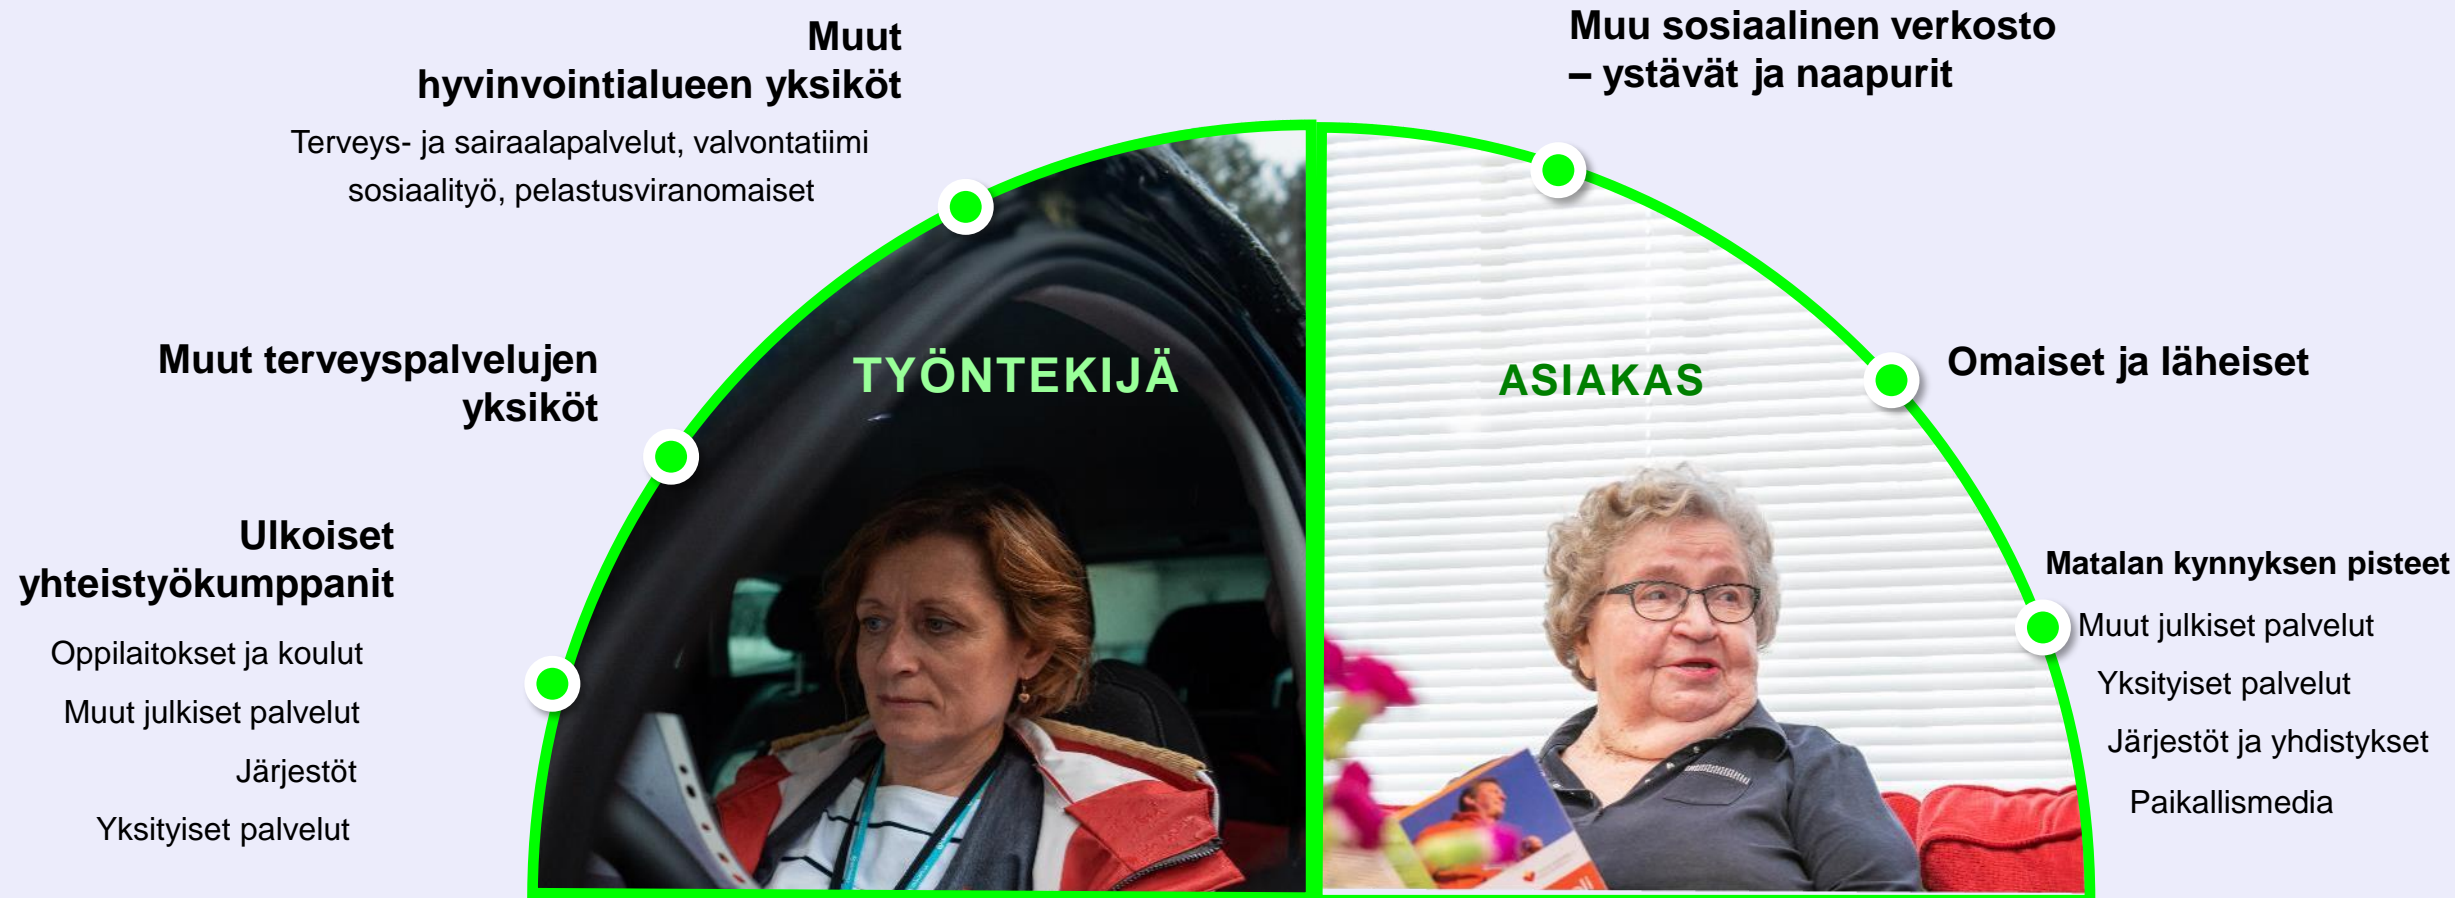 Muut
hyvinvointialueen yksiköt
Terveys- ja sairaalapalvelut, valvontatiimi
sosiaalityö, pelastusviranomaiset
Muut terveyspalvelujen
yksiköt
Ulkoiset
yhteistyökumppanit
Oppilaitokset ja koulut
Muut julkiset palvelut
Järjestöt
Yksityiset palvelut
TYÖNTEKIJÄ
ASIAKAS
Muu sosiaalinen verkosto
– ystävät ja naapurit
Omaiset ja läheiset
Matalan kynnyksen pisteet
Muut julkiset palvelut
Yksityiset palvelut
Järjestöt ja yhdistykset
Paikallismedia